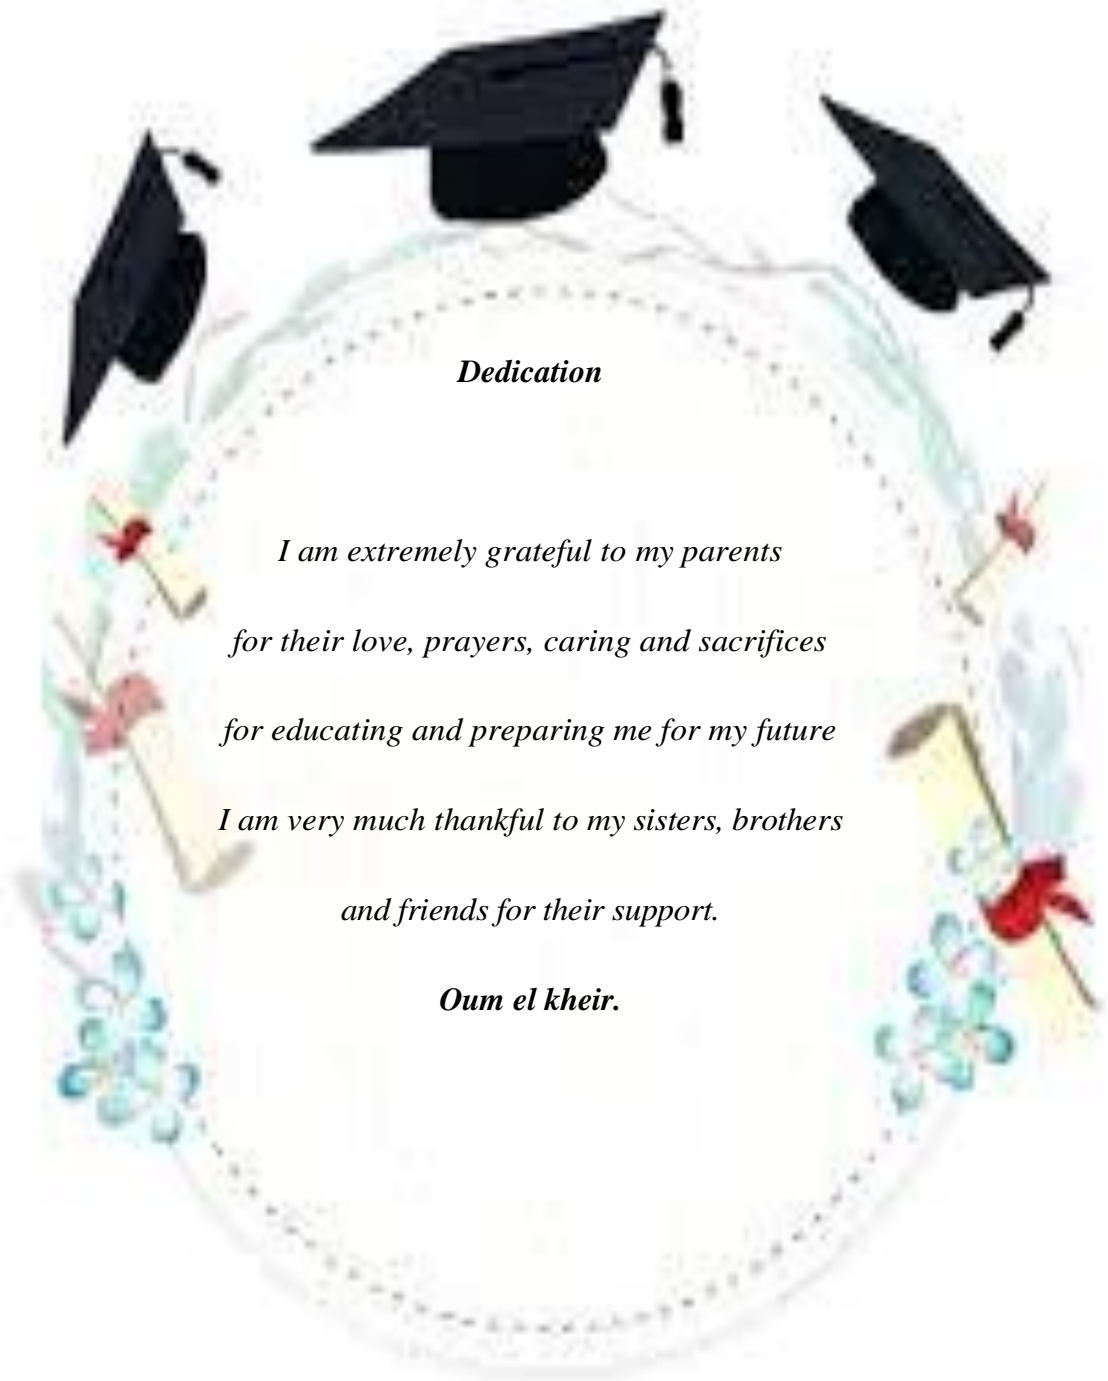 Dedication
I am extremely grateful to my parents
for their love, prayers, caring and sacrifices
for educating and preparing me for my future
I am very much thankful to my sisters, brothers
and friends for their support.
Oum el kheir.